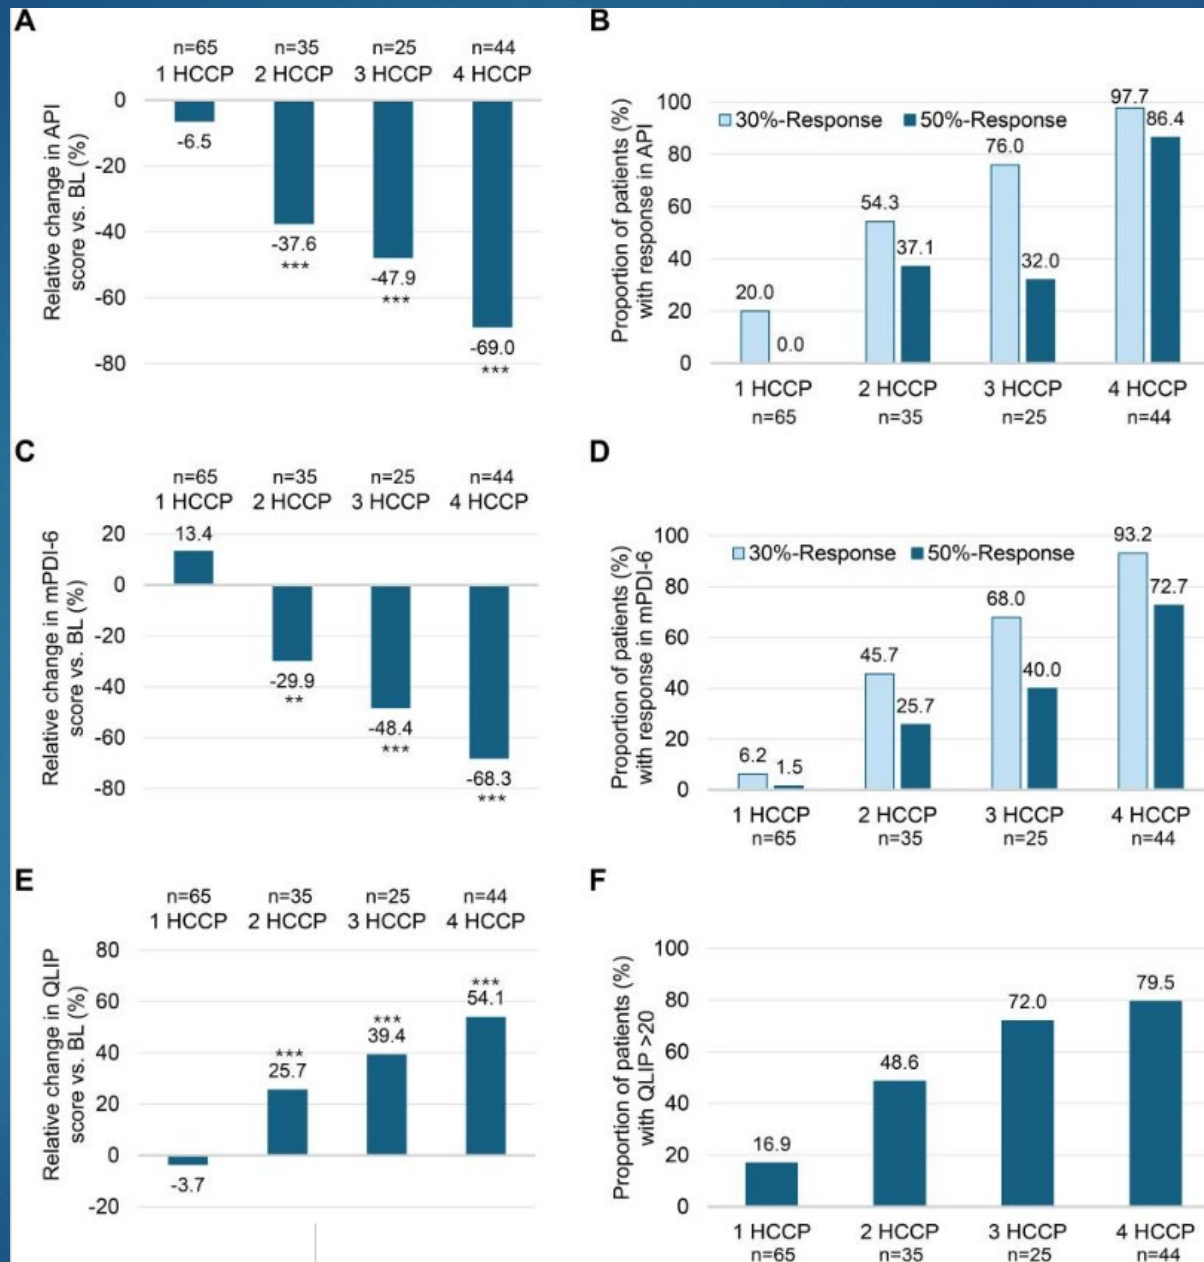 A
n=65 n=35 n=25 n=44
1 HCCP 2 HCCP 3 HCCP 4 HCCP
Relative change in API
score vs. BL (%)
0
-20
-40
-60
-80
-6.5
-37.6
***
-47.9
***
-69.0
***
B
Proportion of patients (%)
with response in API
100
80
60
40
20
0
30%-Response 50%-Response
20.0 0.0
54.3 37.1
76.0 32.0
97.7 86.4
1 HCCP 2 HCCP 3 HCCP 4 HCCP
n=65 n=35 n=25 n=44
C
n=65 n=35 n=25 n=44
1 HCCP 2 HCCP 3 HCCP 4 HCCP
Relative change in mPDI-6
score vs. BL (%)
20
0
-20
-40
-60
-80
13.4
-29.9
**
-48.4
***
-68.3
***
D
Proportion of patients (%)
with response in mPDI-6
100
80
60
40
20
0
30%-Response 50%-Response
6.2 1.5
45.7 25.7
68.0 40.0
93.2 72.7
1 HCCP 2 HCCP 3 HCCP 4 HCCP
n=65 n=35 n=25 n=44
E
n=65 n=35 n=25 n=44
1 HCCP 2 HCCP 3 HCCP 4 HCCP
Relative change in QLIP
score vs. BL (%)
80
60
40
20
0
-20
-3.7
***
25.7
***
39.4
***
54.1
F
Proportion of patients (%)
with QLIP >20
100
80
60
40
20
0
16.9
48.6
72.0
79.5
1 HCCP 2 HCCP 3 HCCP 4 HCCP
n=65 n=35 n=25 n=44